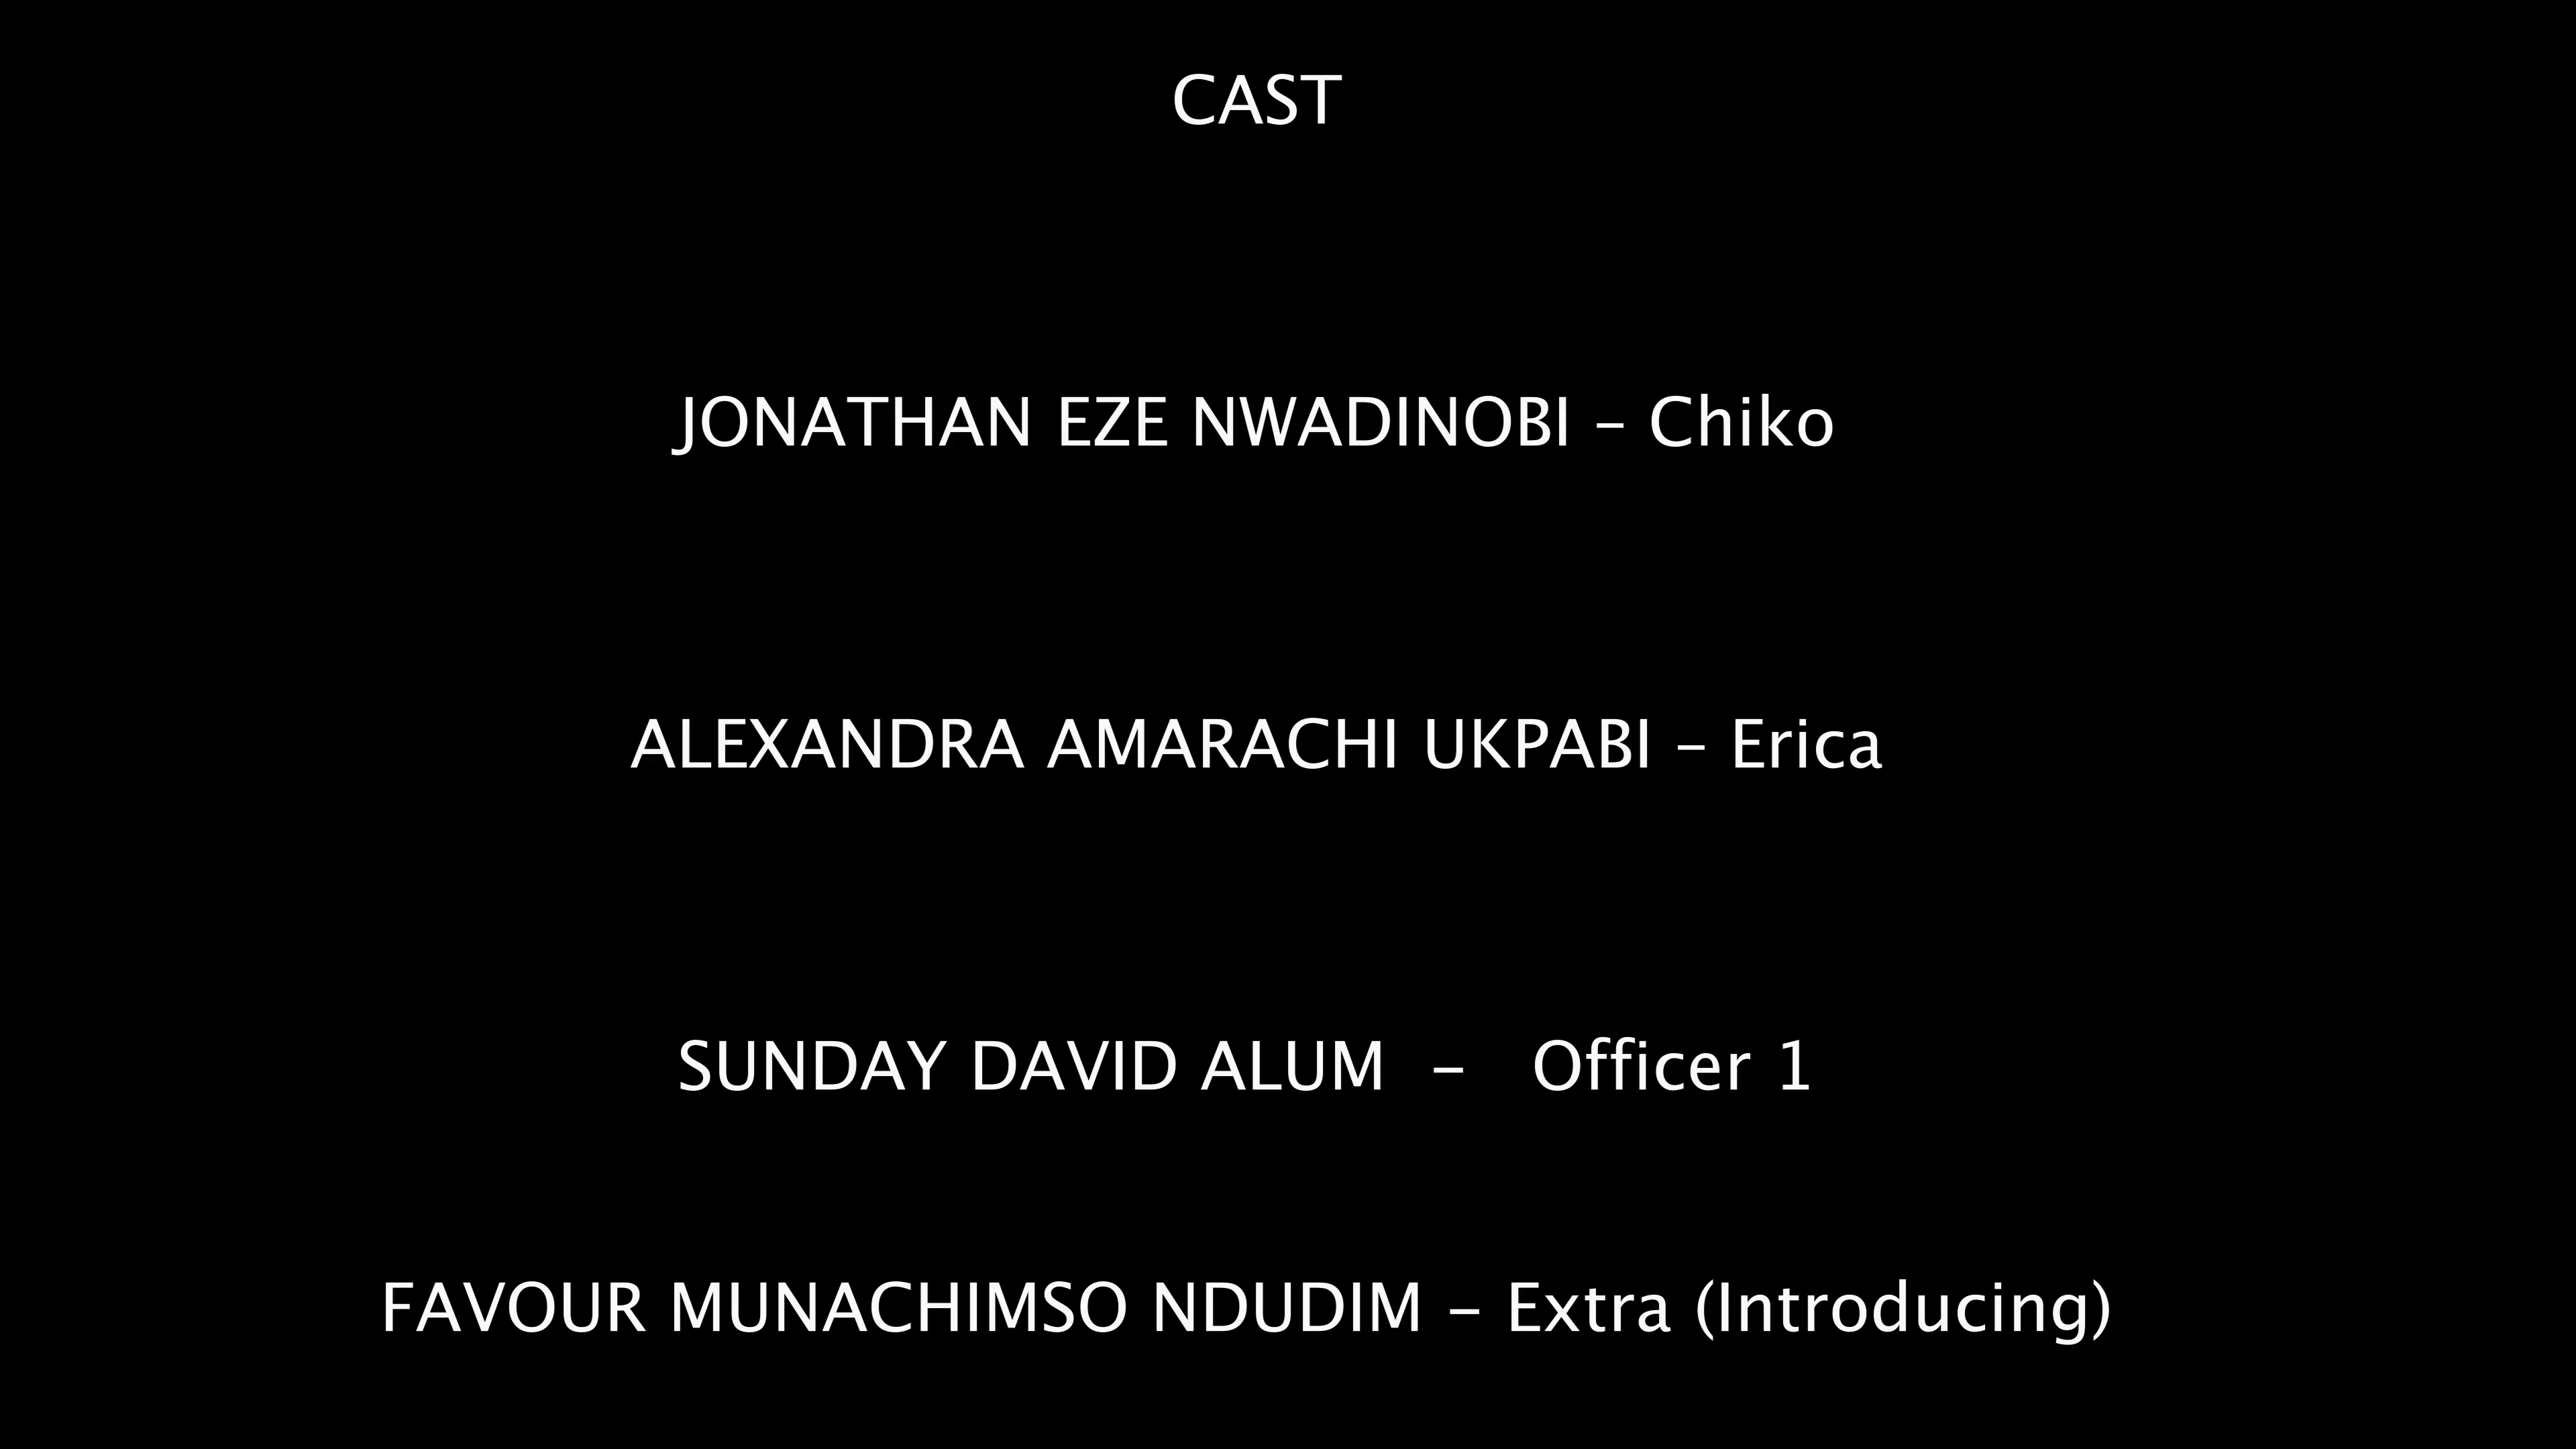 CAST
JONATHAN EZE NWADINOBI – Chiko
ALEXANDRA AMARACHI UKPABI – Erica
SUNDAY DAVID ALUM  -   Officer 1
FAVOUR MUNACHIMSO NDUDIM - Extra (Introducing)